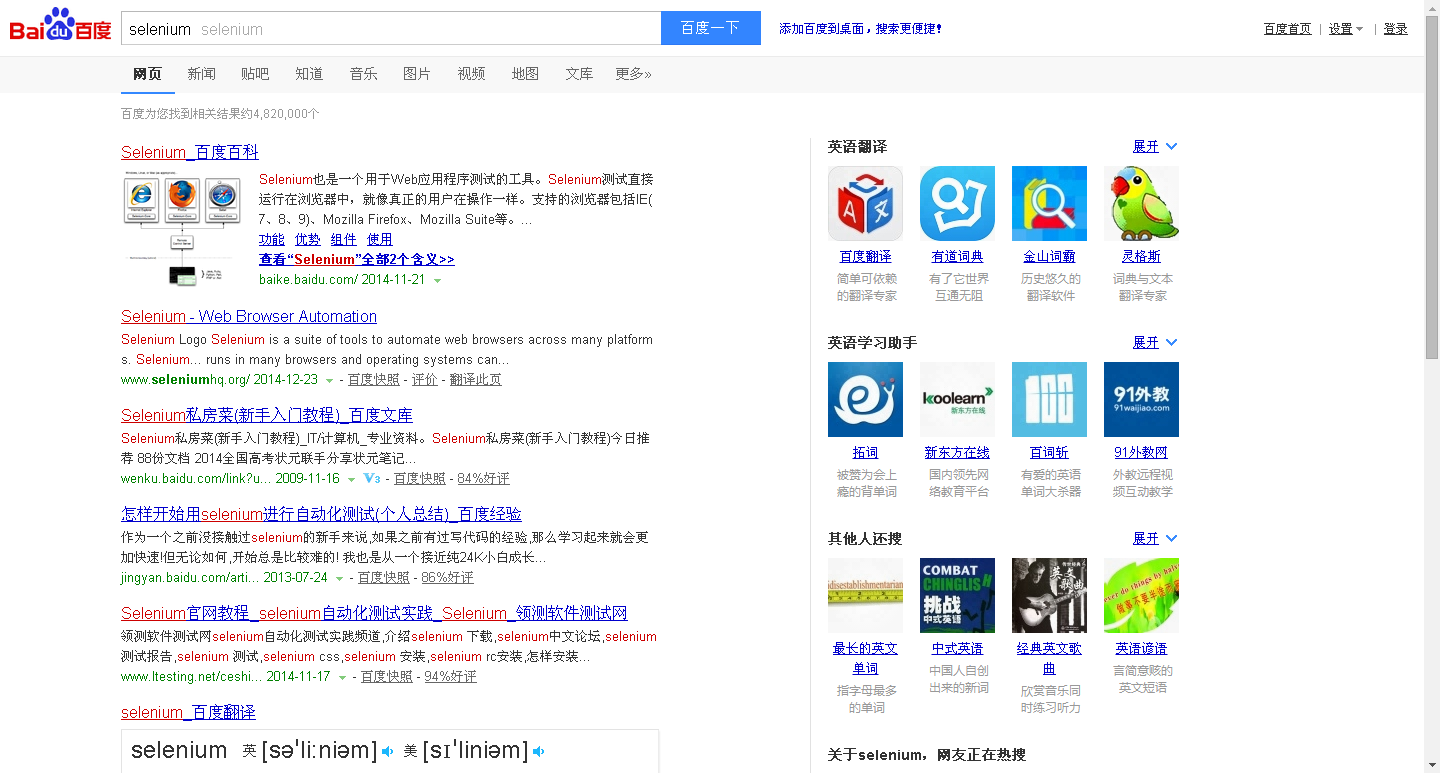 Bai du 百度
selenium selenium
百度一下
添加百度到桌面，搜索更便捷！
百度首页 | 设置 | 登录
网页 新闻 贴吧 知道 音乐 图片 视频 地图 文库 更多»
百度为您找到相关结果约4,820,000个
Selenium_百度百科
Selenium也是一个用于Web应用程序测试的工具。Selenium测试直接
运行在浏览器中，就像真正的用户在操作一样。支持的浏览器包括IE(
7、8、9)、Mozilla Firefox、Mozilla Suite等。...
功能 优势 组件 使用
查看“Selenium”全部2个含义>>
baike.baidu.com/ 2014-11-21
Selenium - Web Browser Automation
Selenium Logo Selenium is a suite of tools to automate web browsers across many platform
s. Selenium... runs in many browsers and operating systems can...
www.seleniumhq.org/ 2014-12-23 - 百度快照 - 评价 - 翻译此页
Selenium私房菜(新手入门教程)_百度文库
Selenium私房菜(新手入门教程)_IT/计算机_专业资料。Selenium私房菜(新手入门教程)今日推
荐 88份文档 2014全国高考状元联手分享状元笔记...
wenku.baidu.com/link?u... 2009-11-16 V3 - 百度快照 - 84%好评
怎样开始用selenium进行自动化测试(个人总结)_百度经验
作为一个之前没接触过selenium的新手来说,如果之前有过写代码的经验,那么学习起来就会更
加快速!但无论如何,开始总是比较难的! 我也是从一个接近纯24K小白成长...
jingyan.baidu.com/arti... 2013-07-24 - 百度快照 - 86%好评
Selenium官网教程_selenium自动化测试实践_Selenium_领测软件测试网
领测软件测试网selenium自动化测试实践频道,介绍selenium 下载,selenium中文论坛,selenium
测试报告,selenium 测试,selenium css,selenium 安装,selenium rc安装,怎样安装...
www.ltesting.net/ceshi... 2014-11-17 - 百度快照 - 94%好评
selenium_百度翻译
selenium 英 [sə'li:niəm] 美 [sɪ'liniəm]
英语翻译 展开
百度翻译 有道词典 金山词霸 灵格斯
简单可依赖 有了它世界 历史悠久的 词典与文本
的翻译专家 互通无阻 翻译软件 翻译专家
英语学习助手 展开
koolearn
新东方在线
100
91外教
91waijiao.com
拓词 新东方在线 百词斩 91外教网
被赞为会上 国内领先网 有爱的英语 外教远程视
瘾的背单词 络教育平台 单词大杀器 频互动教学
其他人还搜 展开
idisestablishmentarian
COMBAT
CHINGLISH
挑战
中式英语
英文
歌曲
ever do things by halv
做事不要半途而废
最长的英文 中式英语 经典英文歌 英语谚语
单词 曲
指字母最多 中国人自创 欣赏音乐同 言简意赅的
的单词 出来的新词 时练习听力 英文短语
关于selenium，网友正在热搜